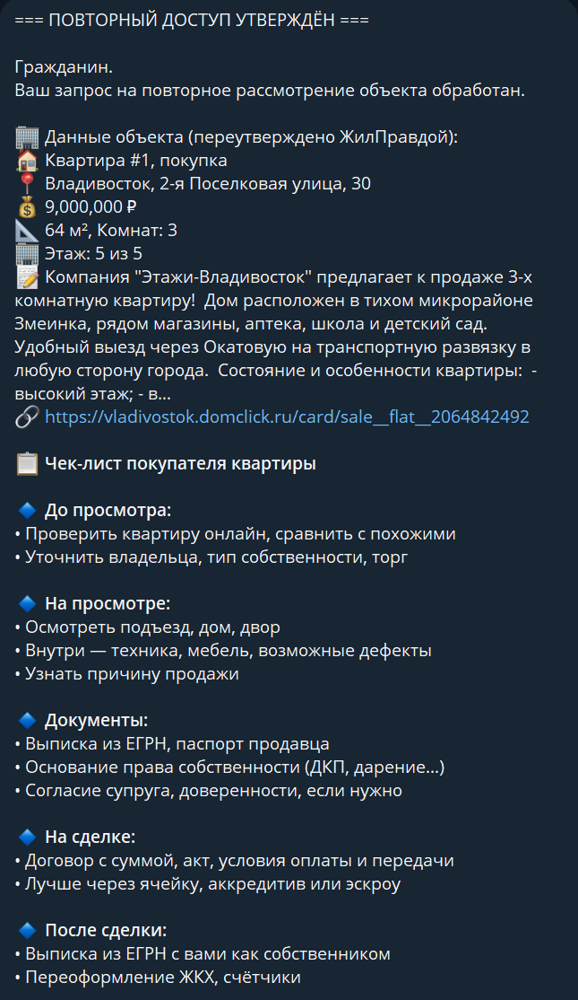 === ПОВТОРНЫЙ ДОСТУП УТВЕРЖДЁН ===
Гражданин.
Ваш запрос на повторное рассмотрение объекта обработан.
🏢 Данные объекта (переутверждено ЖилПравдой):
🏠 Квартира #1, покупка
📍 Владивосток, 2-я Поселковая улица, 30
💰 9,000,000 ₽
📐 64 м², Комнат: 3
🏢 Этаж: 5 из 5
📝 Компания "Этажи-Владивосток" предлагает к продаже 3-х
комнатную квартиру!  Дом расположен в тихом микрорайоне
Змеинка, рядом магазины, аптека, школа и детский сад.
Удобный выезд через Окатовую на транспортную развязку в
любую сторону города.  Состояние и особенности квартиры:  -
высокий этаж; - в...
🔗 https://vladivostok.domclick.ru/card/sale__flat__2064842492
📋 Чек-лист покупателя квартиры
🔹 До просмотра:
• Проверить квартиру онлайн, сравнить с похожими
• Уточнить владельца, тип собственности, торг
🔹 На просмотре:
• Осмотреть подъезд, дом, двор
• Внутри — техника, мебель, возможные дефекты
• Узнать причину продажи
🔹 Документы:
• Выписка из ЕГРН, паспорт продавца
• Основание права собственности (ДКП, дарение...)
• Согласие супруга, доверенности, если нужно
🔹 На сделке:
• Договор с суммой, акт, условия оплаты и передачи
• Лучше через ячейку, аккредитив или эскроу
🔹 После сделки:
• Выписка из ЕГРН с вами как собственником
• Переоформление ЖКХ, счётчики